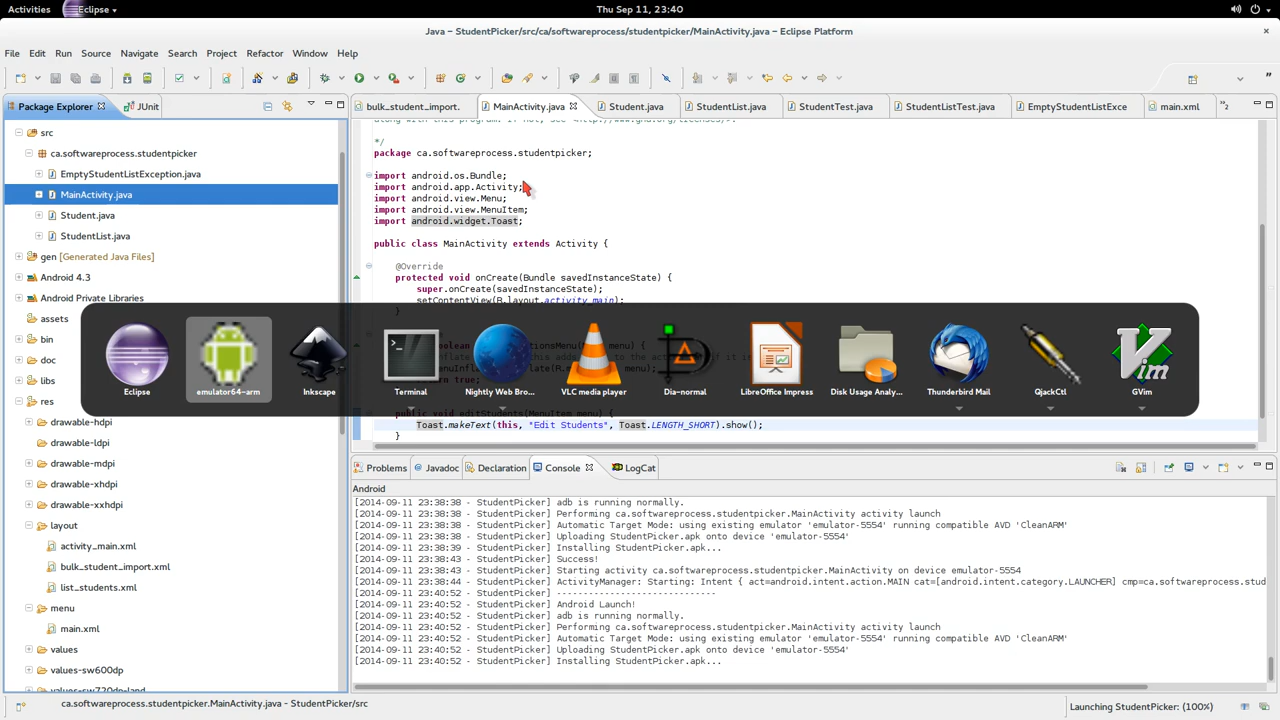 Activities
Eclipse
Thu Sep 11, 23:40
Java – StudentPicker/src/ca/softwareprocess/studentpicker/MainActivity.java – Eclipse Platform
File Edit Run Source Navigate Search Project Refactor Window Help
Package Explorer
JUnit
src
ca.softwareprocess.studentpicker
EmptyStudentListException.java
MainActivity.java
Student.java
StudentList.java
gen [Generated Java Files]
Android 4.3
Android Private Libraries
assets
bin
doc
libs
res
drawable-hdpi
drawable-ldpi
drawable-mdpi
drawable-xhdpi
drawable-xxhdpi
layout
activity_main.xml
bulk_student_import.xml
list_students.xml
menu
main.xml
values
values-sw600dp
values-sw720dp-land
bulk_student_import.
MainActivity.java
Student.java
StudentList.java
StudentTest.java
StudentListTest.java
EmptyStudentListExce
main.xml
»2
*/
package ca.softwareprocess.studentpicker;
import android.os.Bundle;
import android.app.Activity;
import android.view.Menu;
import android.view.MenuItem;
import android.widget.Toast;
public class MainActivity extends Activity {
@Override
protected void onCreate(Bundle savedInstanceState) {
super.onCreate(savedInstanceState);
setContentView(R.layout.activity_main);
Eclipse
emulator64-arm
Inkscape
Terminal
Nightly Web Bro...
VLC media player
Dia-normal
LibreOffice Impress
Disk Usage Analy...
Thunderbird Mail
QjackCtl
GVim
public void editStudents(MenuItem menu) {
Toast.makeText(this, "Edit Students", Toast.LENGTH_SHORT).show();
}
Problems
Javadoc
Declaration
Console
LogCat
Android
[2014-09-11 23:38:38 - StudentPicker] adb is running normally.
[2014-09-11 23:38:38 - StudentPicker] Performing ca.softwareprocess.studentpicker.MainActivity activity launch
[2014-09-11 23:38:38 - StudentPicker] Automatic Target Mode: using existing emulator 'emulator-5554' running compatible AVD 'CleanARM'
[2014-09-11 23:38:38 - StudentPicker] Uploading StudentPicker.apk onto device 'emulator-5554'
[2014-09-11 23:38:39 - StudentPicker] Installing StudentPicker.apk...
[2014-09-11 23:38:43 - StudentPicker] Success!
[2014-09-11 23:38:43 - StudentPicker] Starting activity ca.softwareprocess.studentpicker.MainActivity on device emulator-5554
[2014-09-11 23:38:44 - StudentPicker] ActivityManager: Starting: Intent { act=android.intent.action.MAIN cat=[android.intent.category.LAUNCHER] cmp=ca.softwareprocess.stud
[2014-09-11 23:40:52 - StudentPicker] ------------------------------
[2014-09-11 23:40:52 - StudentPicker] Android Launch!
[2014-09-11 23:40:52 - StudentPicker] adb is running normally.
[2014-09-11 23:40:52 - StudentPicker] Performing ca.softwareprocess.studentpicker.MainActivity activity launch
[2014-09-11 23:40:52 - StudentPicker] Automatic Target Mode: using existing emulator 'emulator-5554' running compatible AVD 'CleanARM'
[2014-09-11 23:40:52 - StudentPicker] Uploading StudentPicker.apk onto device 'emulator-5554'
[2014-09-11 23:40:52 - StudentPicker] Installing StudentPicker.apk...
ca.softwareprocess.studentpicker.MainActivity.java - StudentPicker/src
Launching StudentPicker: (100%)